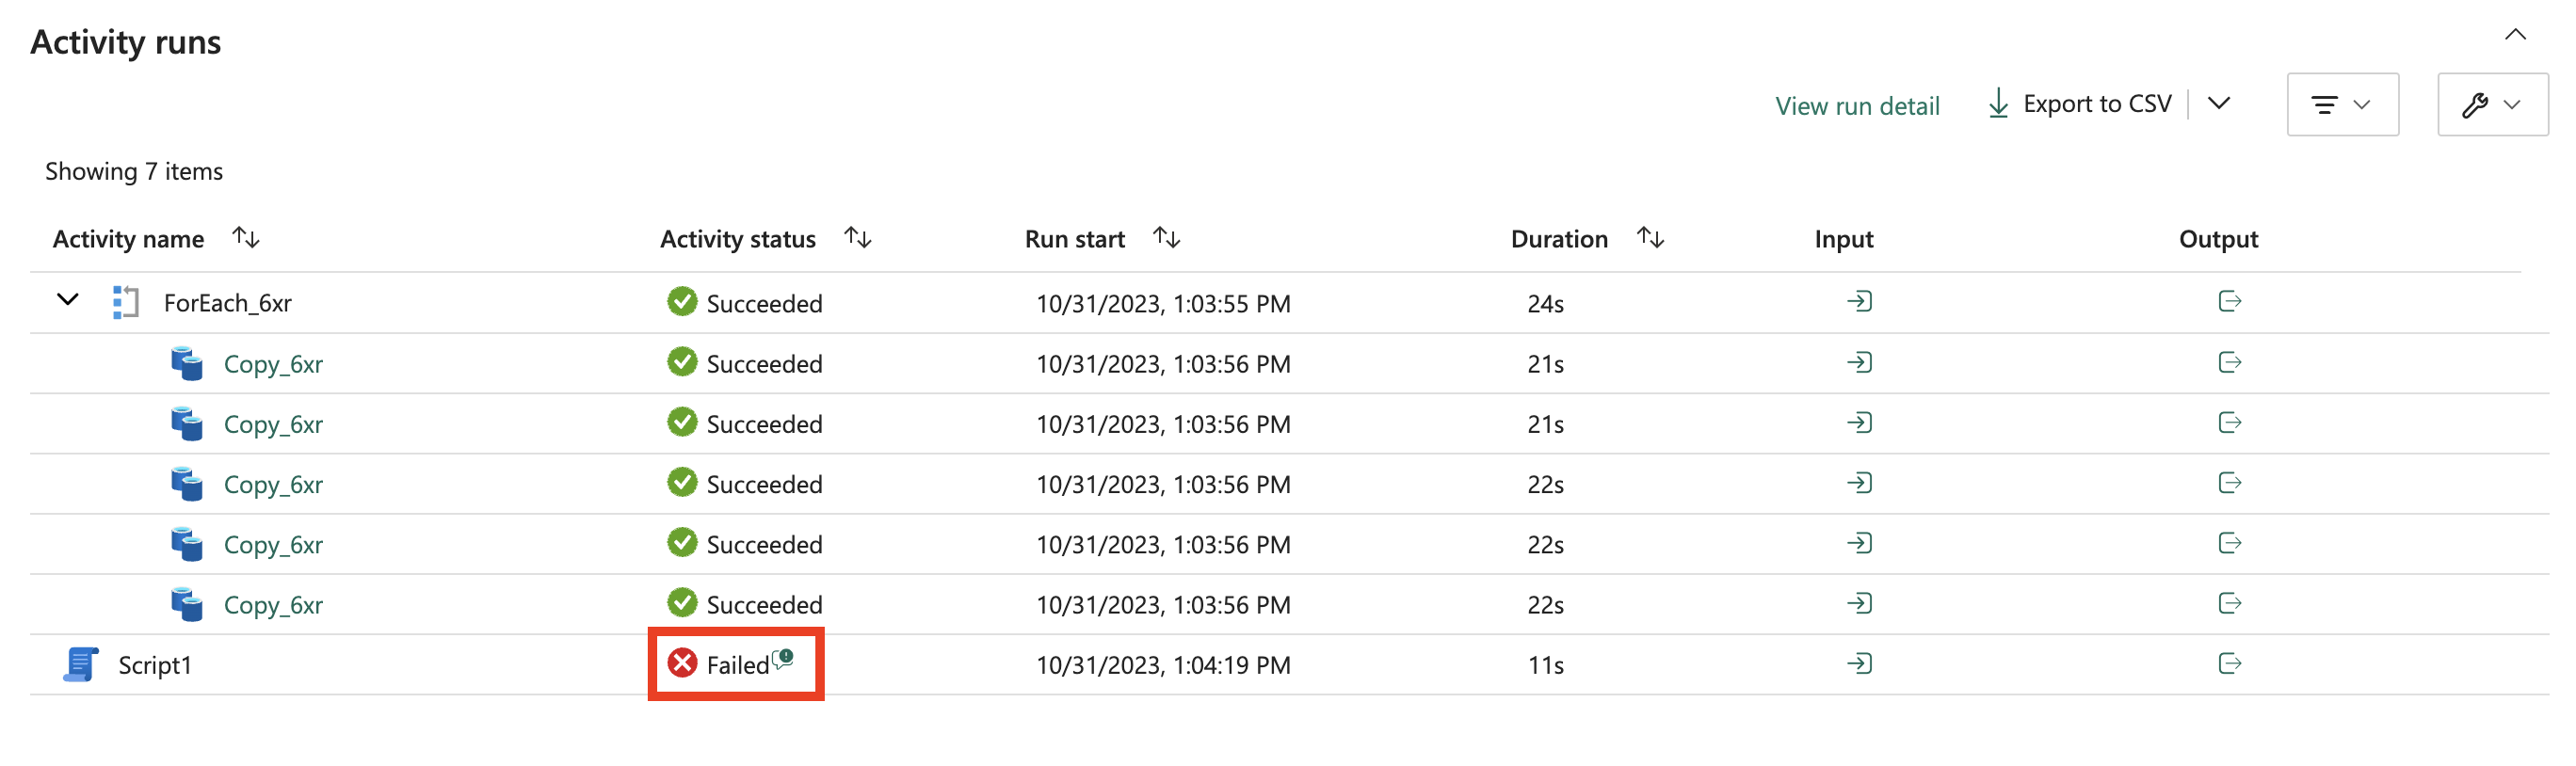 Activity runs
View run detail Export to CSV
Showing 7 items
Activity name Activity status Run start Duration Input Output
ForEach_6xr Succeeded 10/31/2023, 1:03:55 PM 24s
Copy_6xr Succeeded 10/31/2023, 1:03:56 PM 21s
Copy_6xr Succeeded 10/31/2023, 1:03:56 PM 21s
Copy_6xr Succeeded 10/31/2023, 1:03:56 PM 22s
Copy_6xr Succeeded 10/31/2023, 1:03:56 PM 22s
Copy_6xr Succeeded 10/31/2023, 1:03:56 PM 22s
Script1 Failed 10/31/2023, 1:04:19 PM 11s